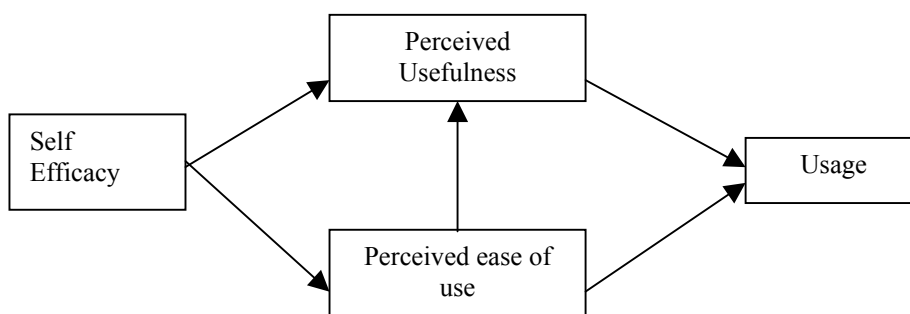 Perceived
Usefulness
Self
Efficacy
Usage
Perceived ease of
use